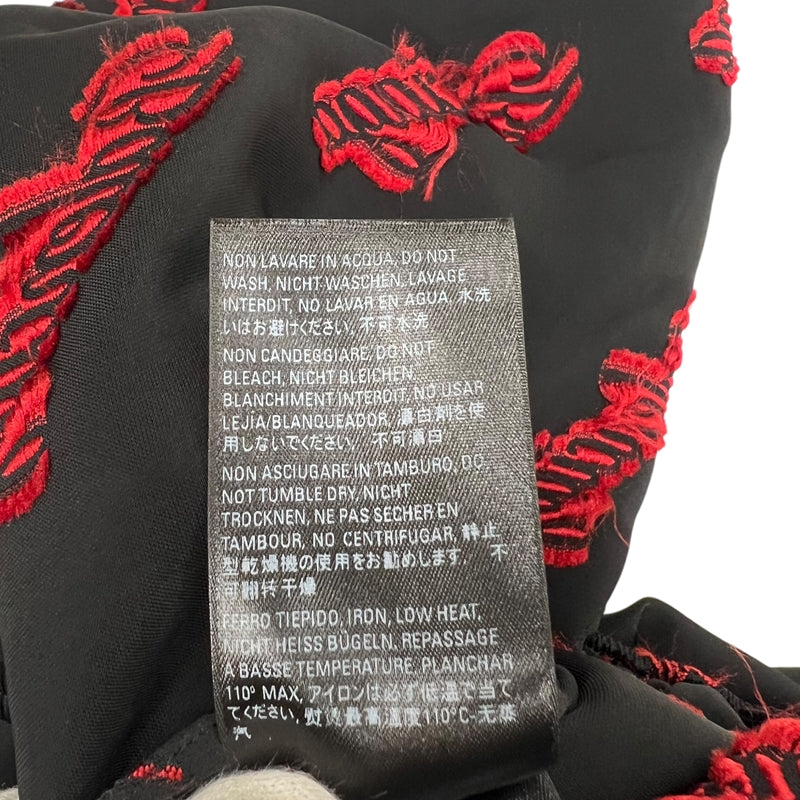 NON LAVARE IN ACQUA, DO NOT
WASH, NICHT WASCHEN, LAVAGE
INTERDIT, NO LAVAR EN AGUA, 水洗
いはお避けください, 不可水洗
NON CANDEGGIARE, DO NOT
BLEACH, NICHT BLEICHEN,
BLANCHIMENT INTERDIT, NO USAR
LEJÍA/BLANQUEADOR, 漂白剤を使
用しないでください, 不可漂白
NON ASCIUGARE IN TAMBURO, DO
NOT TUMBLE DRY, NICHT
TROCKNEN, NE PAS SECHER EN
TAMBOUR, NO CENTRIFUGAR, 静止
型乾燥機の使用をお勧めします, 不
可翻转干燥
FERRO TIEPIDO, IRON, LOW HEAT,
NICHT HEISS BÜGELN, REPASSAGE
A BASSE TEMPERATURE, PLANCHAR
110° MAX, アイロンは必ず低温で当て
てください, 熨烫最高温度110°C-无蒸
汽